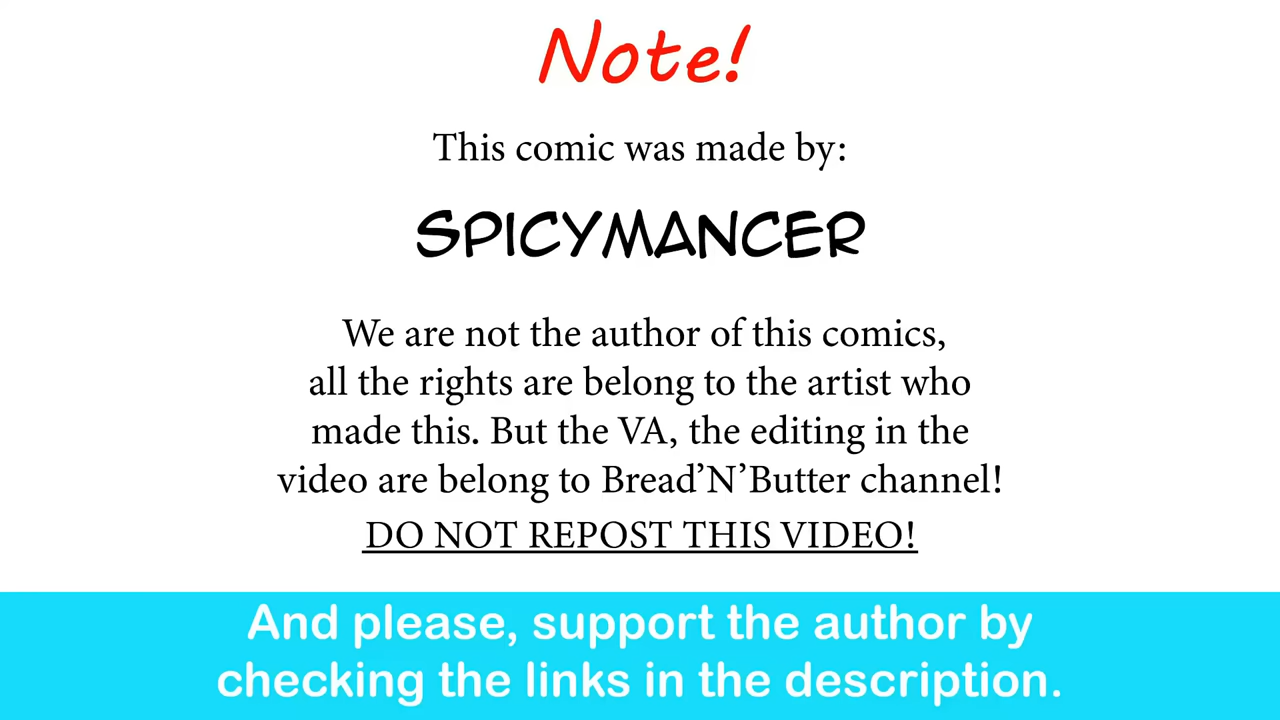 Note!
This comic was made by:
SPICYMANCER
We are not the author of this comics,
all the rights are belong to the artist who
made this. But the VA, the editing in the
video are belong to Bread’N’Butter channel!
DO NOT REPOST THIS VIDEO!
And please, support the author by
checking the links in the description.